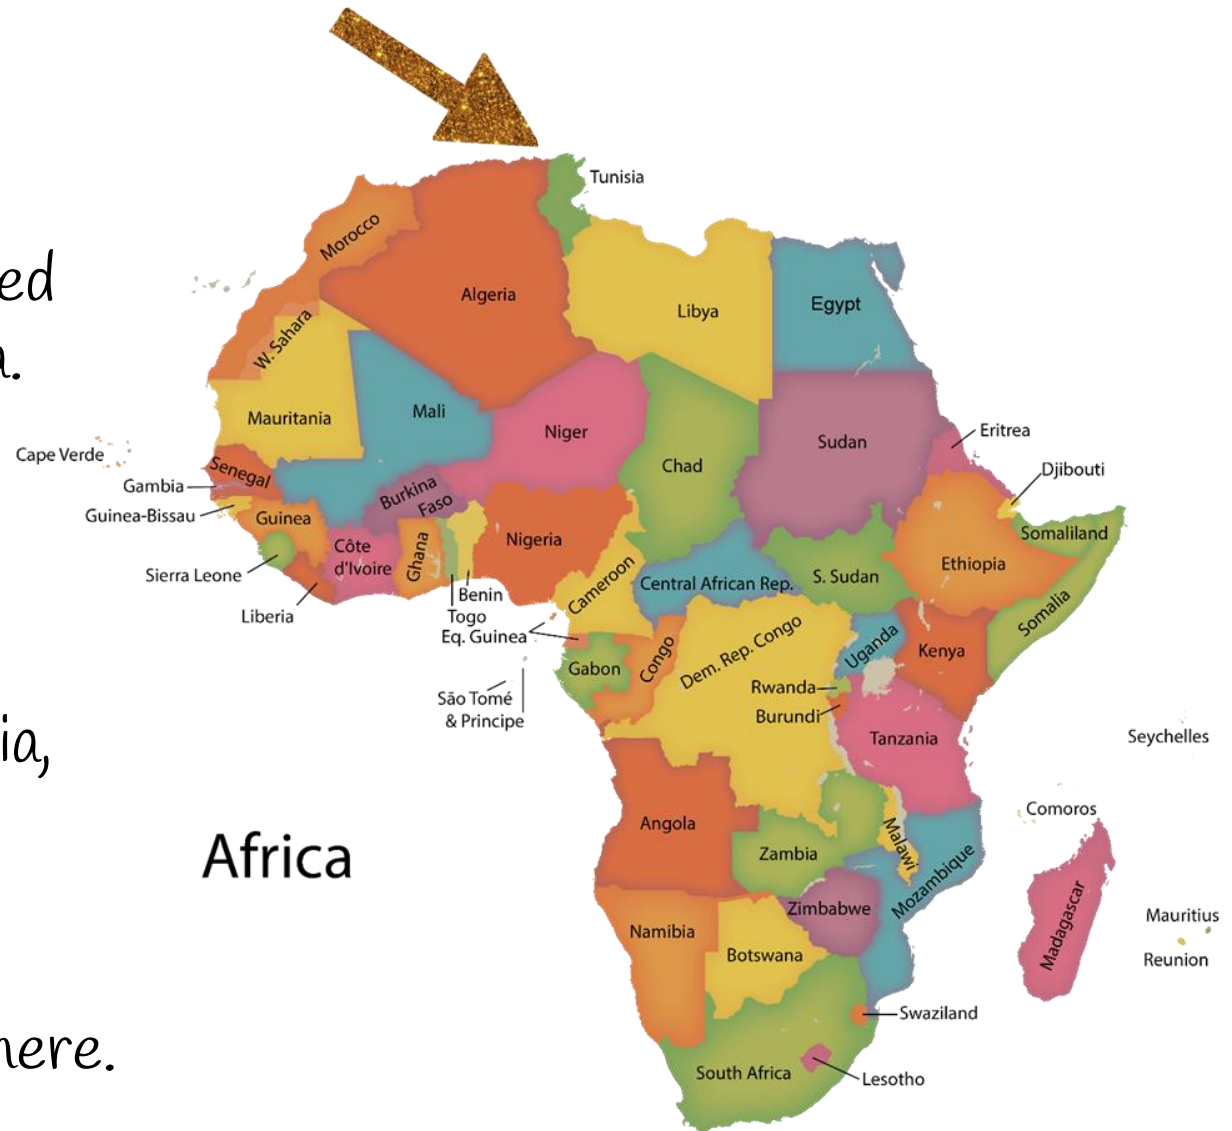 Tunisia
ed
Morocco
a.
Algeria
Libya
Egypt
W. Sahara
Mauritania
Mali
Niger
Chad
Sudan
Eritrea
Cape Verde
Senegal
Djibouti
Gambia
Burkina
Faso
Guinea-Bissau
Guinea
Nigeria
Somaliland
Côte
d'Ivoire
Ghana
Ethiopia
Sierra Leone
Cameroon
Central African Rep.
S. Sudan
Liberia
Benin
Togo
Somalia
Eq. Guinea
Dem. Rep. Congo
Uganda
Kenya
Gabon
Congo
Rwanda
São Tomé
& Principe
Burundi
ia,
Tanzania
Seychelles
Comoros
Africa
Angola
Zambia
Malawi
Mozambique
Zimbabwe
Madagascar
Mauritius
Namibia
Botswana
Reunion
Swaziland
here.
South Africa
Lesotho